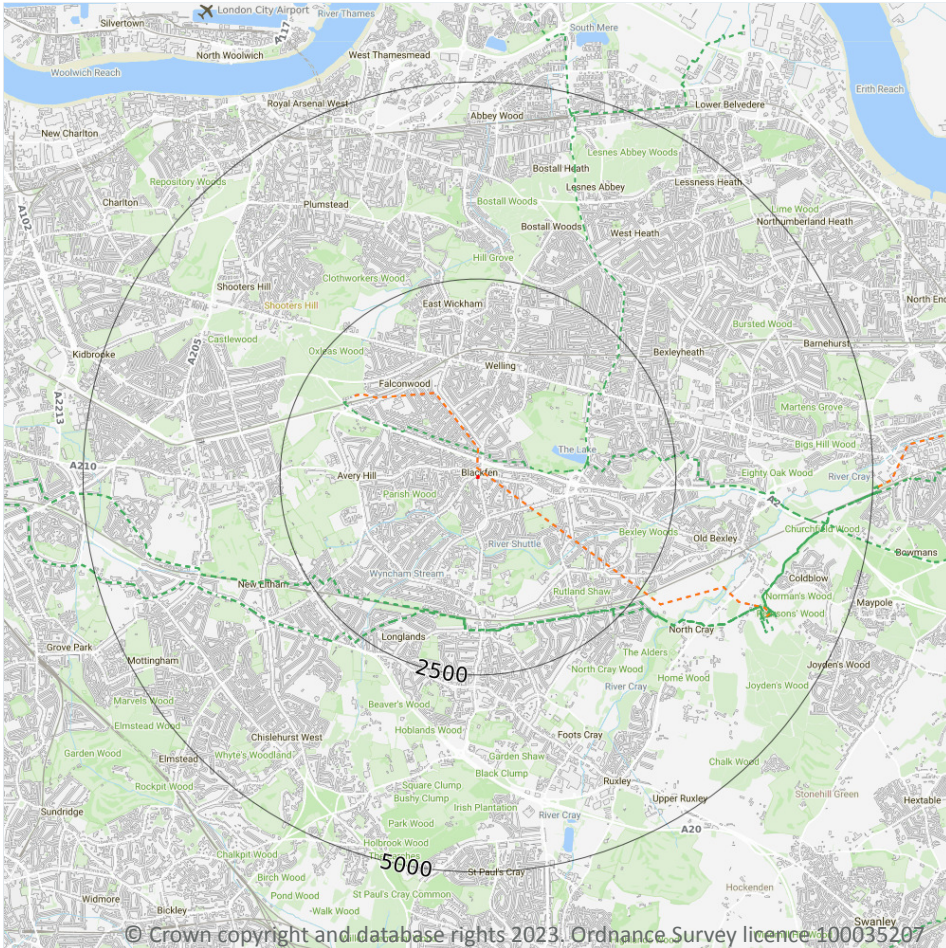 London City Airport
River Thames
Silvertown
A117
South Mere
North Woolwich
West Thamesmead
Woolwich Reach
Erith Reach
Royal Arsenal West
Lower Belvedere
Abbey Wood
New Charlton
Lesnes Abbey Woods
Bostall Heath
Repository Woods
Lessness Heath
Lesnes Abbey
Charlton
Plumstead
Bostall Woods
Lime Wood
A102
Northumberland Heath
Bostall Woods
West Heath
Hill Grove
Clothworkers Wood
Shooters Hill
North End
Shooters Hill
East Wickham
Bursted Wood
Castlewood
Barnehurst
Oxleas Wood
Bexleyheath
Kidbrooke
A205
Welling
Falconwood
A2213
Martens Grove
Bigs Hill Wood
The Lake
A210
Avery Hill
Blackfen
Eighty Oak Wood
River Cray
Parish Wood
A2
Churchfield Wood
Bexley Woods
Old Bexley
River Shuttle
Bowmans
Wyncham Stream
Coldblow
New Eltham
Rutland Shaw
Norman's Wood
Maypole
North Cray
Longlands
Grove Park
The Alders
Mottingham
2500
North Cray Wood
Joyden's Wood
Home Wood
River Cray
Joyden's Wood
Marvels Wood
Beaver's Wood
Elmstead Wood
Hoblands Wood
Chislehurst West
Foots Cray
Garden Wood
Whyte's Woodland
Garden Shaw
Elmstead
Chalk Wood
Black Clump
Rockpit Wood
Ruxley
Square Clump
Stonehill Green
Bushy Clump
Upper Ruxley
Hextable
Irish Plantation
Sundridge
River Cray
Park Wood
A20
Holbrook Wood
Chalkpit Wood
5000
St Paul's Cray
Birch Wood
Hockenden
St Paul's Cray Common
Pond Wood
Widmore
Walk Wood
Bickley
Swanley
© Crown copyright and database rights 2023. Ordnance Survey licence 100035207